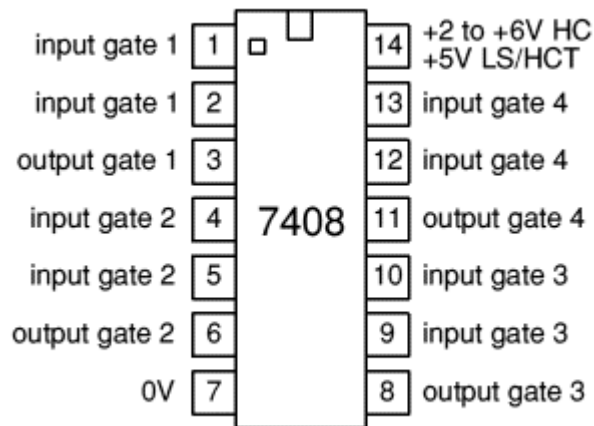 input gate 1 1
input gate 1 2
output gate 1 3
input gate 2 4
input gate 2 5
output gate 2 6
0V 7
7408
14 +2 to +6V HC
+5V LS/HCT
13 input gate 4
12 input gate 4
11 output gate 4
10 input gate 3
9 input gate 3
8 output gate 3